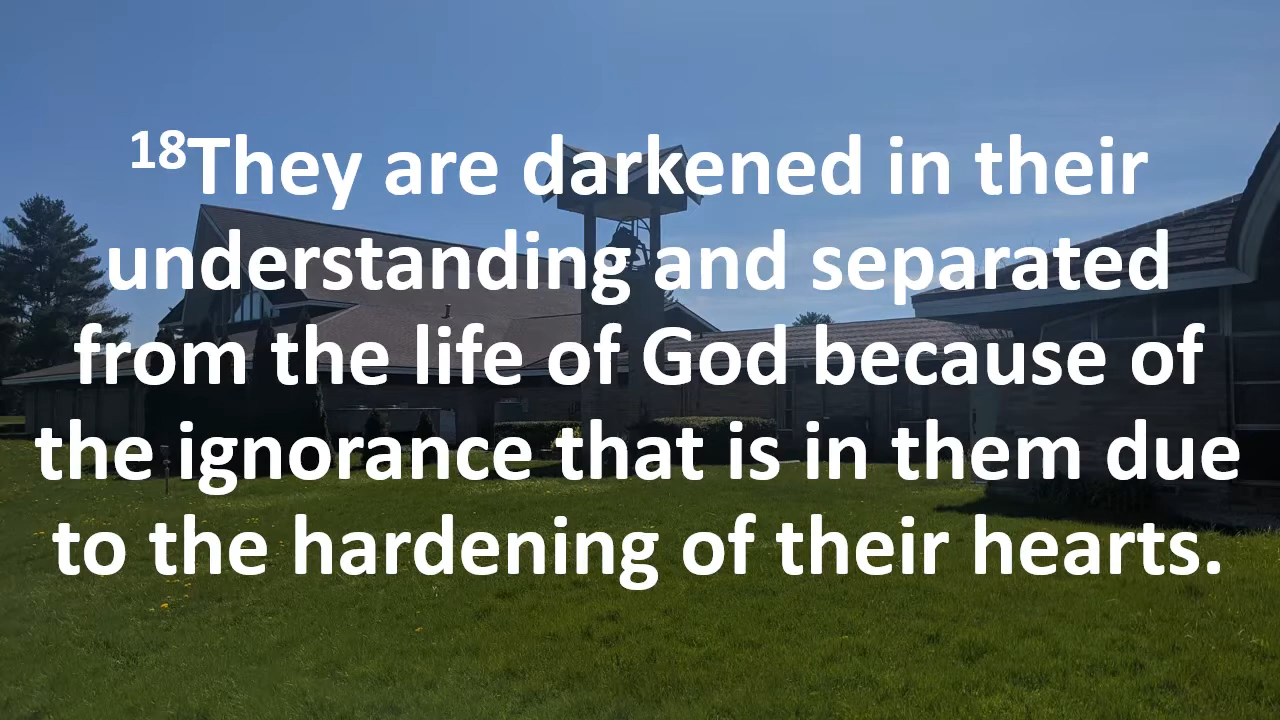 ¹⁸They are darkened in their
understanding and separated
from the life of God because of
the ignorance that is in them due
to the hardening of their hearts.